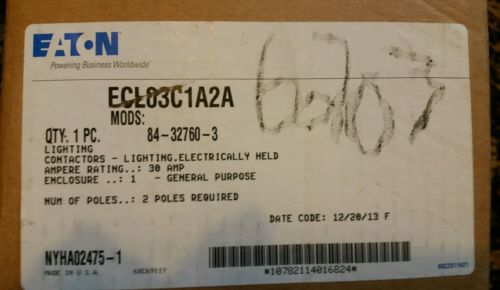 EATON
Powering Business Worldwide
6703
ECL03C1A2A
MODS:
QTY: 1 PC. 84-32760-3
LIGHTING
CONTACTORS - LIGHTING.ELECTRICALLY HELD
AMPERE RATING..: 30 AMP
ENCLOSURE ..: 1 - GENERAL PURPOSE
NUM OF POLES..: 2 POLES REQUIRED
DATE CODE: 12/20/13 F
NYHA02475-1
MADE IN U.S.A. 68C6911Y
*10782114016824*